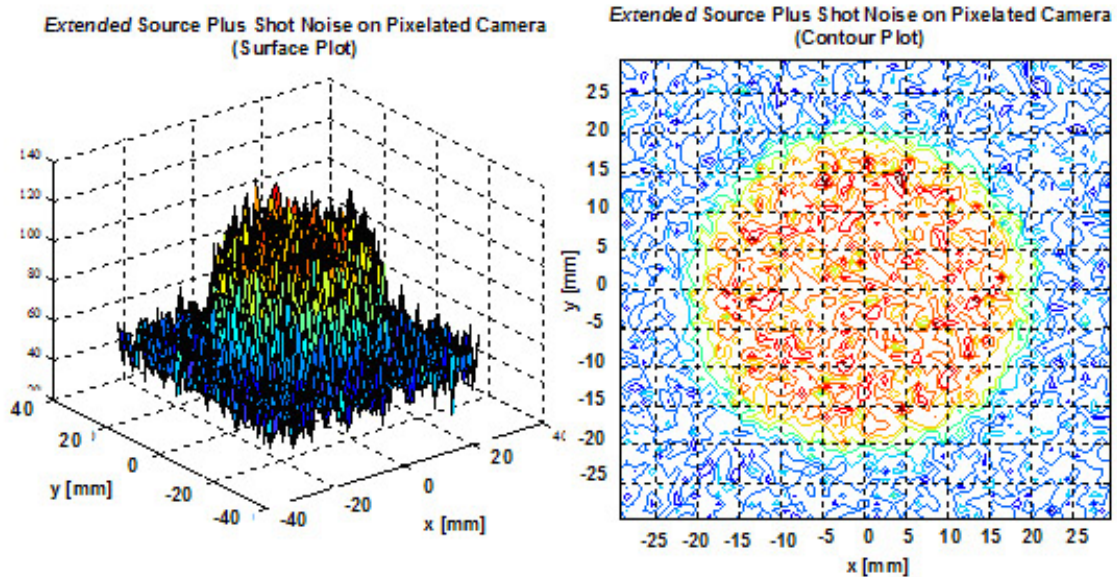 Extended Source Plus Shot Noise on Pixelated Camera
(Surface Plot)
140
120
100
80
60
40
40
20
0
-20
-40
y [mm]
-40
-20
0
20
x [mm]
Extended Source Plus Shot Noise on Pixelated Camera
(Contour Plot)
25
20
15
10
5
0
-5
-10
-15
-20
-25
y [mm]
-25 -20 -15 -10 -5 0 5 10 15 20 25
x [mm]